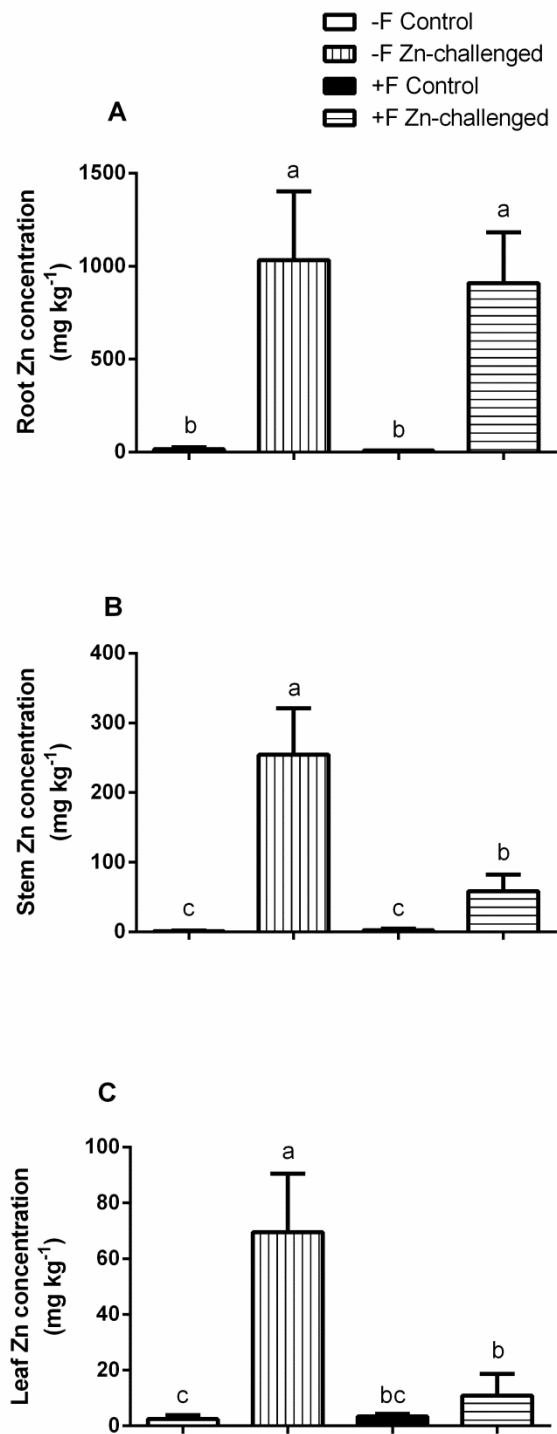 -F Control
-F Zn-challenged
+F Control
+F Zn-challenged
A
Root Zn concentration
(mg kg-1)
1500
1000
500
0
b
a
b
a
B
Stem Zn concentration
(mg kg-1)
400
300
200
100
0
c
a
c
b
C
Leaf Zn concentration
(mg kg-1)
100
80
60
40
20
0
c
a
bc
b